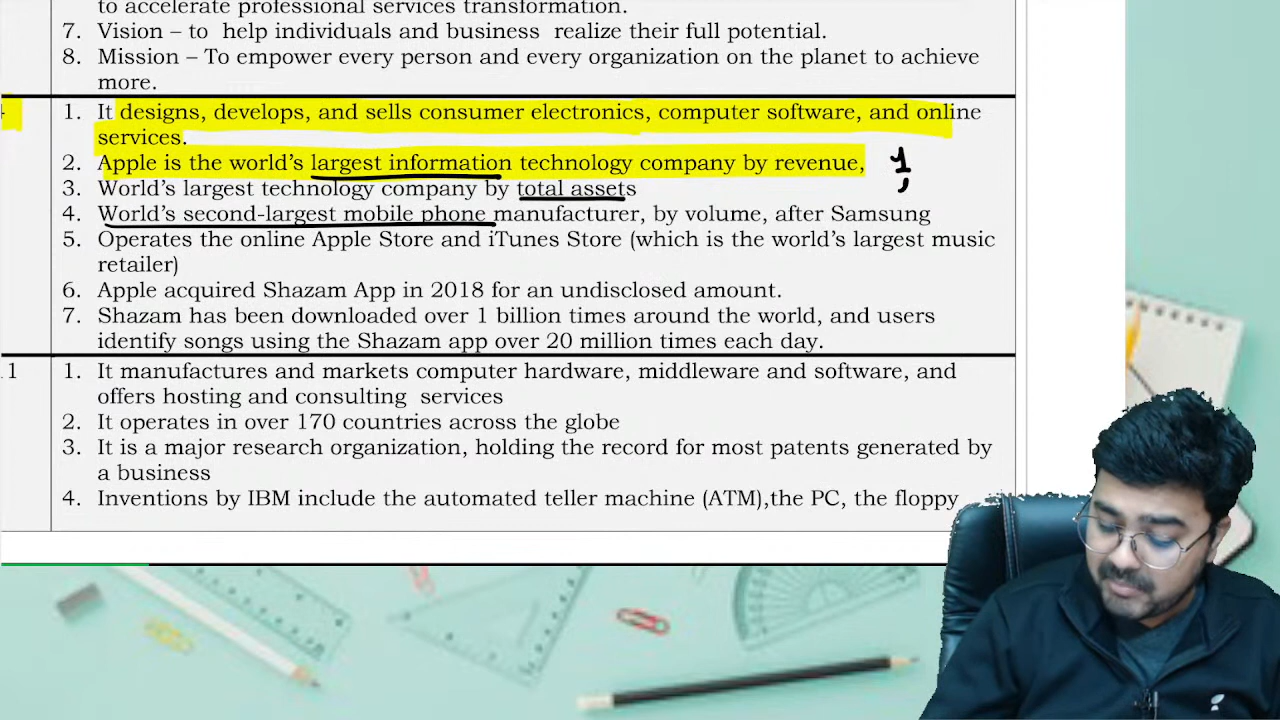 to accelerate professional services transformation.
7. Vision – to help individuals and business realize their full potential.
8. Mission – To empower every person and every organization on the planet to achieve
more.
1. It designs, develops, and sells consumer electronics, computer software, and online
services.
2. Apple is the world's largest information technology company by revenue, 1,
3. World's largest technology company by total assets
4. World's second-largest mobile phone manufacturer, by volume, after Samsung
5. Operates the online Apple Store and iTunes Store (which is the world's largest music
retailer)
6. Apple acquired Shazam App in 2018 for an undisclosed amount.
7. Shazam has been downloaded over 1 billion times around the world, and users
identify songs using the Shazam app over 20 million times each day.
1 1. It manufactures and markets computer hardware, middleware and software, and
offers hosting and consulting services
2. It operates in over 170 countries across the globe
3. It is a major research organization, holding the record for most patents generated by
a business
4. Inventions by IBM include the automated teller machine (ATM),the PC, the floppy